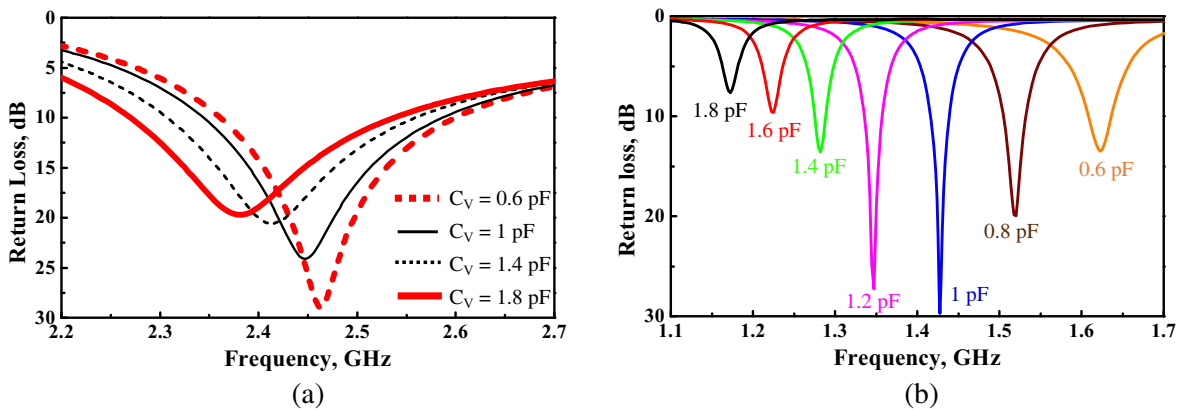 0
5
10
15
20
25
30
Return Loss, dB
2.2
2.3
2.4
2.5
2.6
2.7
Frequency, GHz
C_V = 0.6 pF
C_V = 1 pF
C_V = 1.4 pF
C_V = 1.8 pF
(a)
0
5
10
15
20
25
30
Return loss, dB
1.1
1.2
1.3
1.4
1.5
1.6
1.7
Frequency, GHz
1.8 pF
1.6 pF
1.4 pF
1.2 pF
1 pF
0.8 pF
0.6 pF
(b)